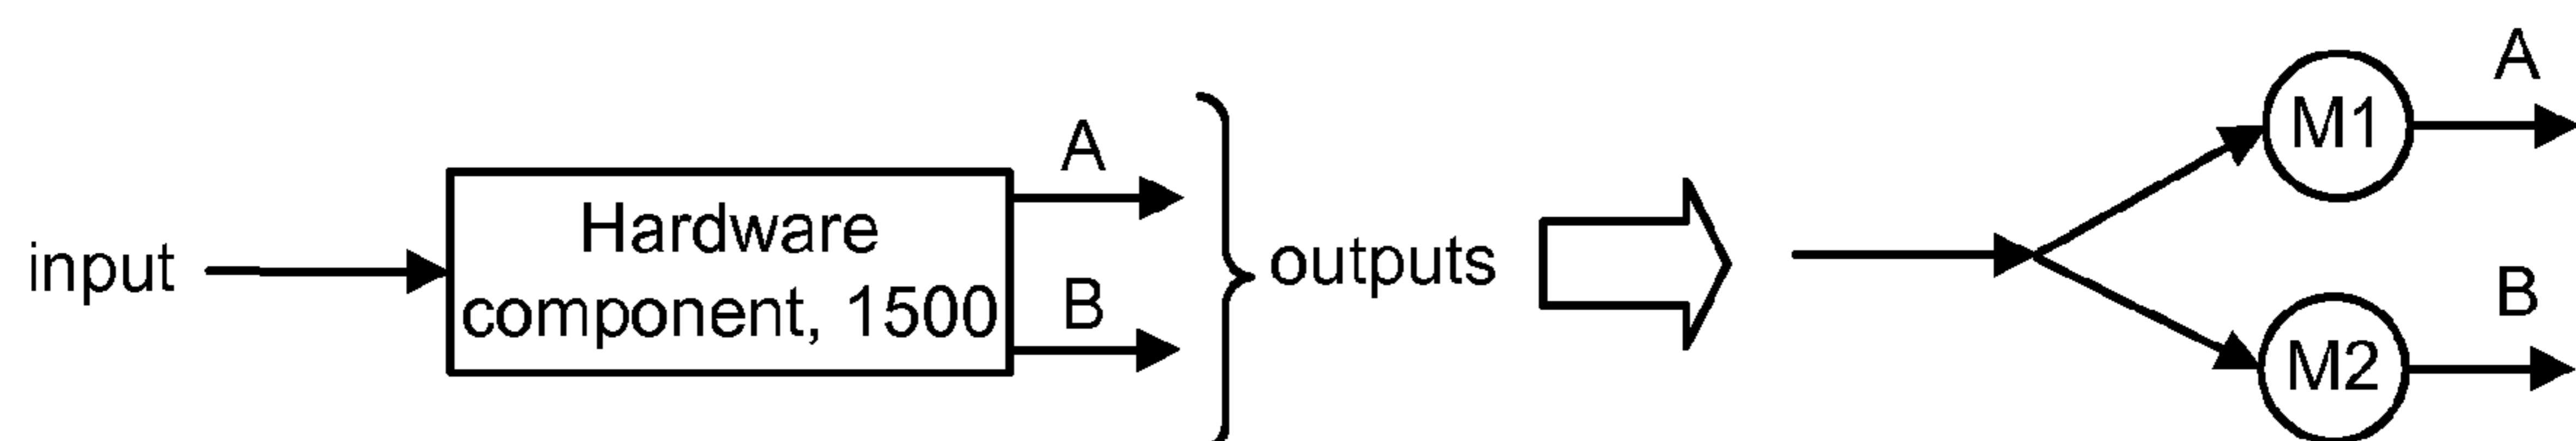 input
Hardware
component, 1500
A
B
outputs
M1
A
M2
B